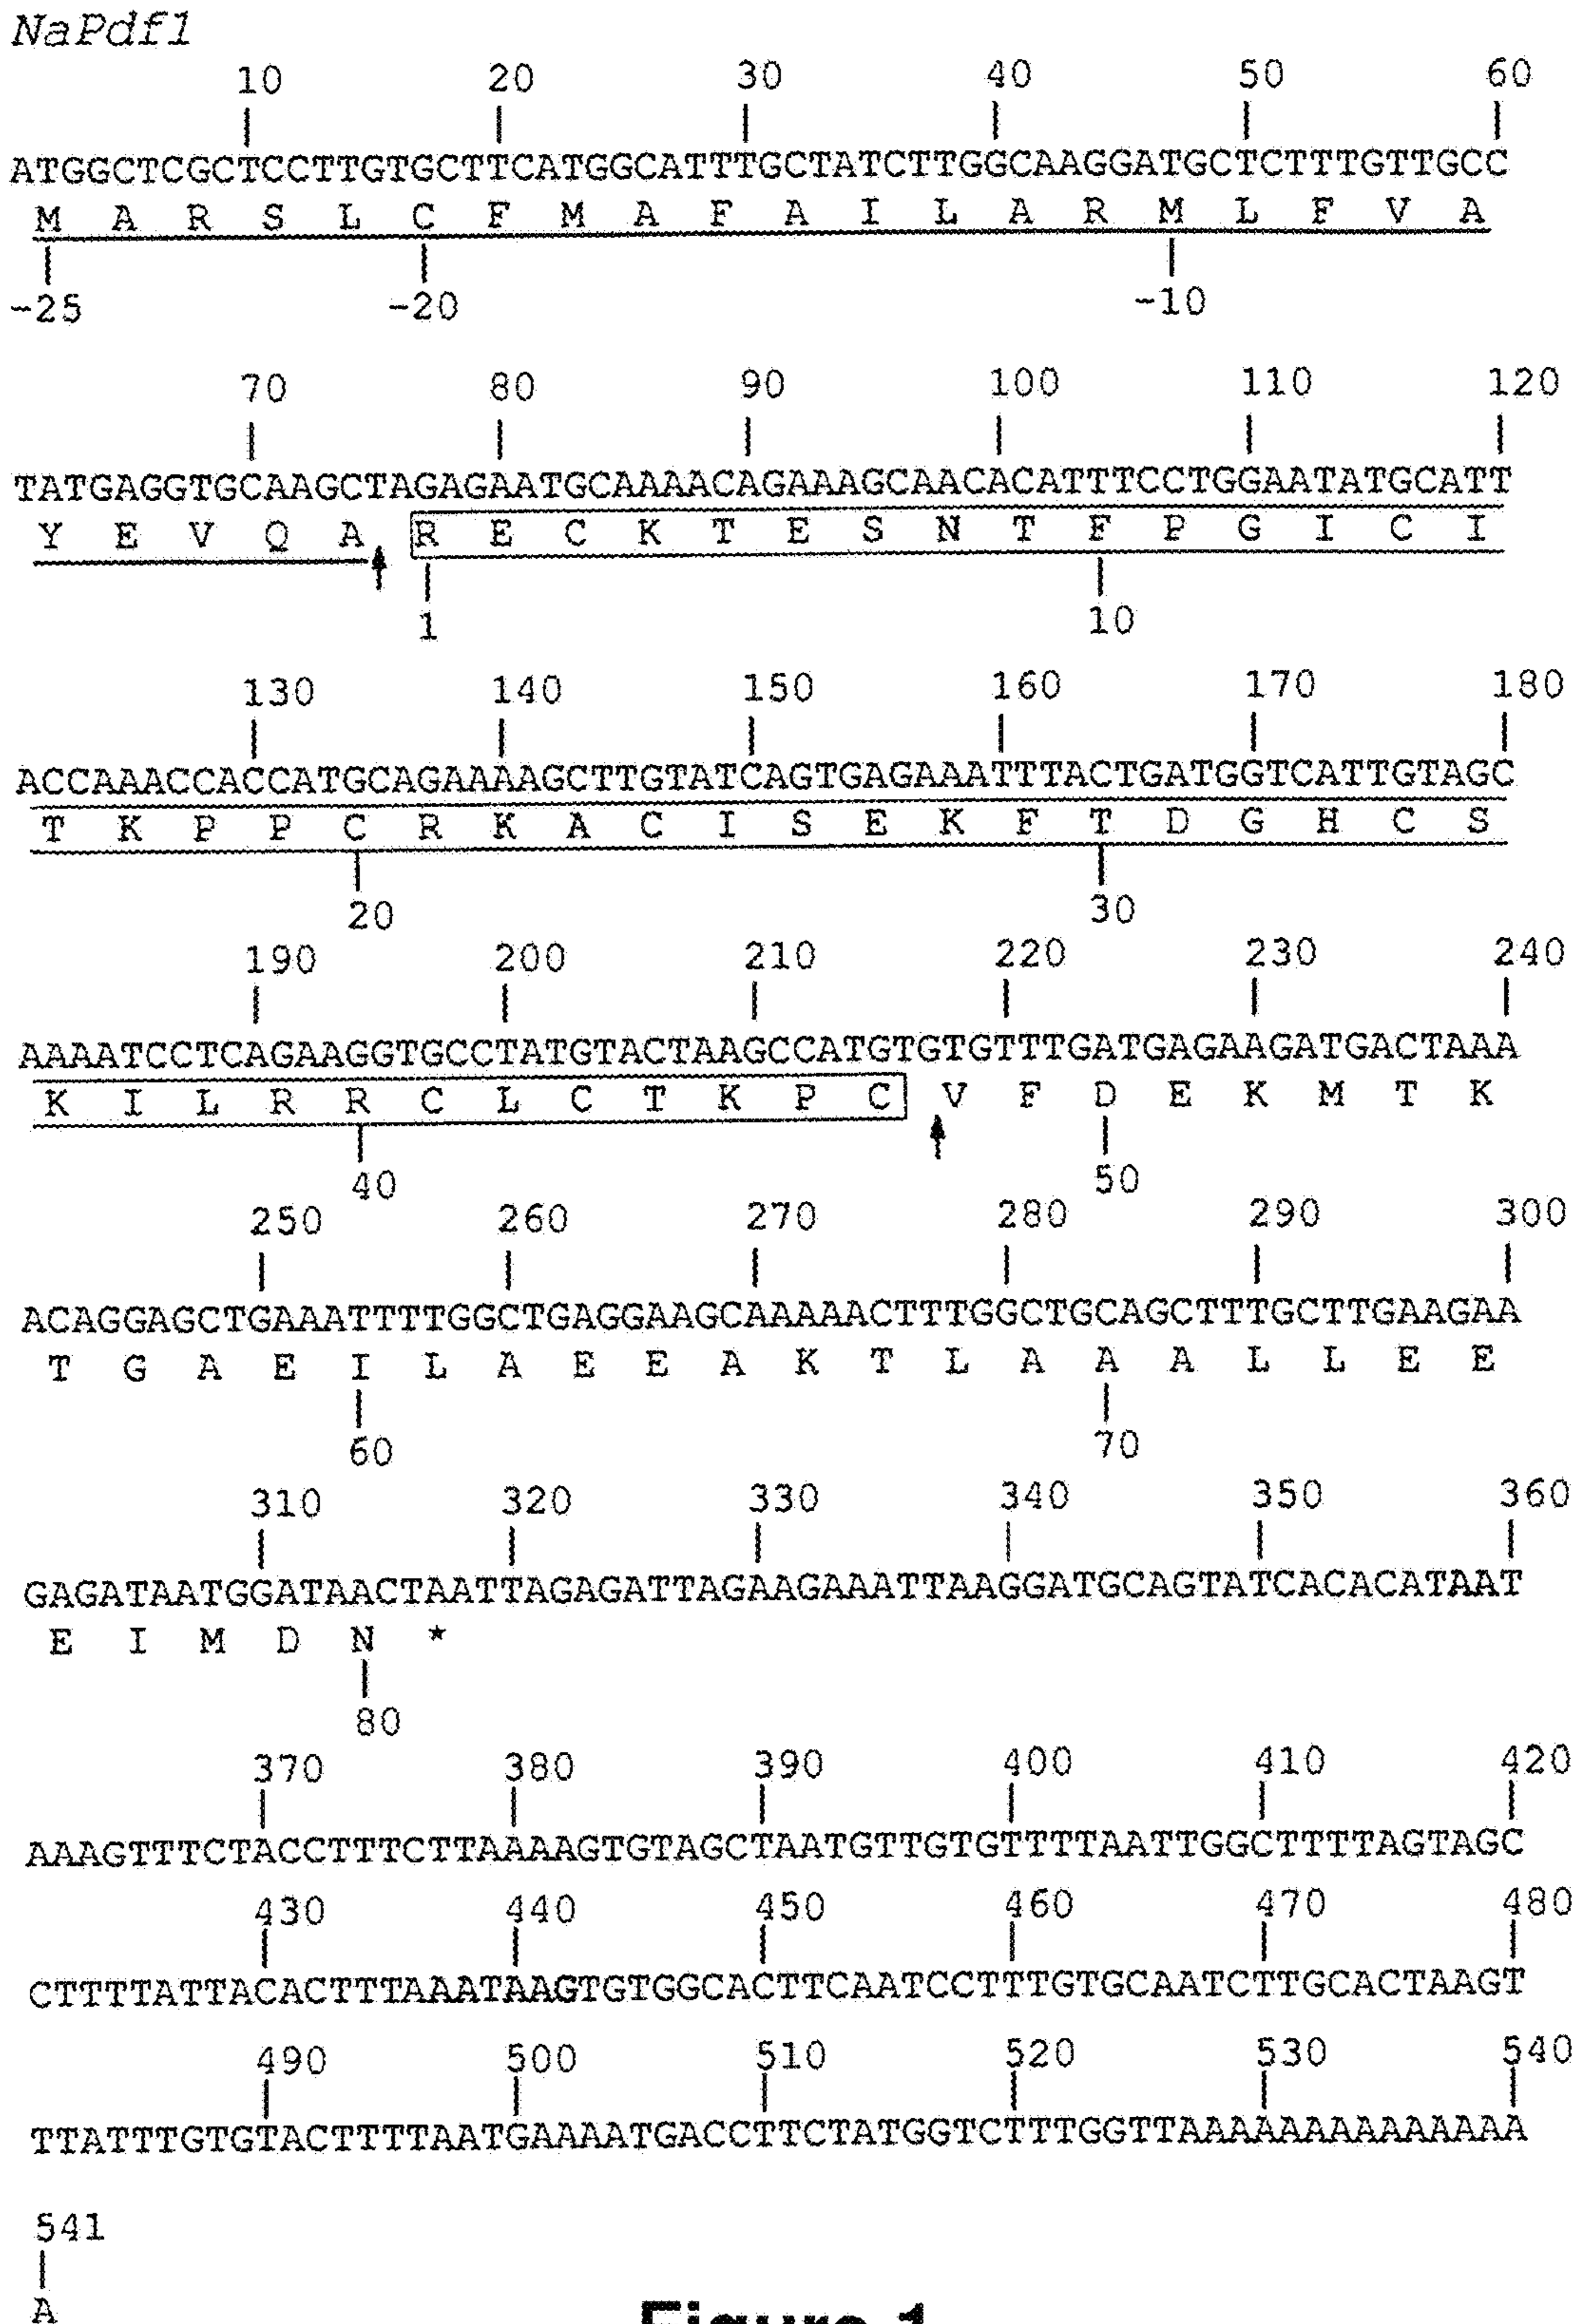 NaPdf1
10 20 30 40 50 60
ATGGCTCGCTCCTTGTGCTTCATGGCATTTGCTATCTTGGCAAGGATGCTCTTTGTTGCC
M A R S L C F M A F A I L A R M L F V A
-25 -20 -10
70 80 90 100 110 120
TATGAGGTGCAAGCTAGAGAATGCAAAACAGAAAGCAACACATTTCCTGGAATATGCATT
Y E V Q A R E C K T E S N T F P G I C I
1 10
130 140 150 160 170 180
ACCAAACCACCATGCAGAAAAGCTTGTATCAGTGAGAAATTTACTGATGGTCATTGTAGC
T K P P C R K A C I S E K F T D G H C S
20 30
190 200 210 220 230 240
AAAATCCTCAGAAGGTGCCTATGTACTAAGCCATGTGTGTTTGATGAGAAGATGACTAAA
K I L R R C L C T K P C V F D E K M T K
40 50
250 260 270 280 290 300
ACAGGAGCTGAAATTTTGGCTGAGGAAGCAAAAACTTTGGCTGCAGCTTTGCTTGAAGAA
T G A E I L A E E A K T L A A A L L E E
60 70
310 320 330 340 350 360
GAGATAATGGATAACTAATTAGAGATTAGAAGAAATTAAGGATGCAGTATCACACATAAT
E I M D N *
80
370 380 390 400 410 420
AAAGTTTCTACCTTTCTTAAAAGTGTAGCTAATGTTGTGTTTTAATTGGCTTTTAGTAGC
430 440 450 460 470 480
CTTTTATTACACTTTAAATAAGTGTGGCACTTCAATCCTTTGTGCAATCTTGCACTAAGT
490 500 510 520 530 540
TTATTTGTGTACTTTTAATGAAAATGACCTTCTATGGTCTTTGGTTAAAAAAAAAAAAAA
541
A
Figure 1